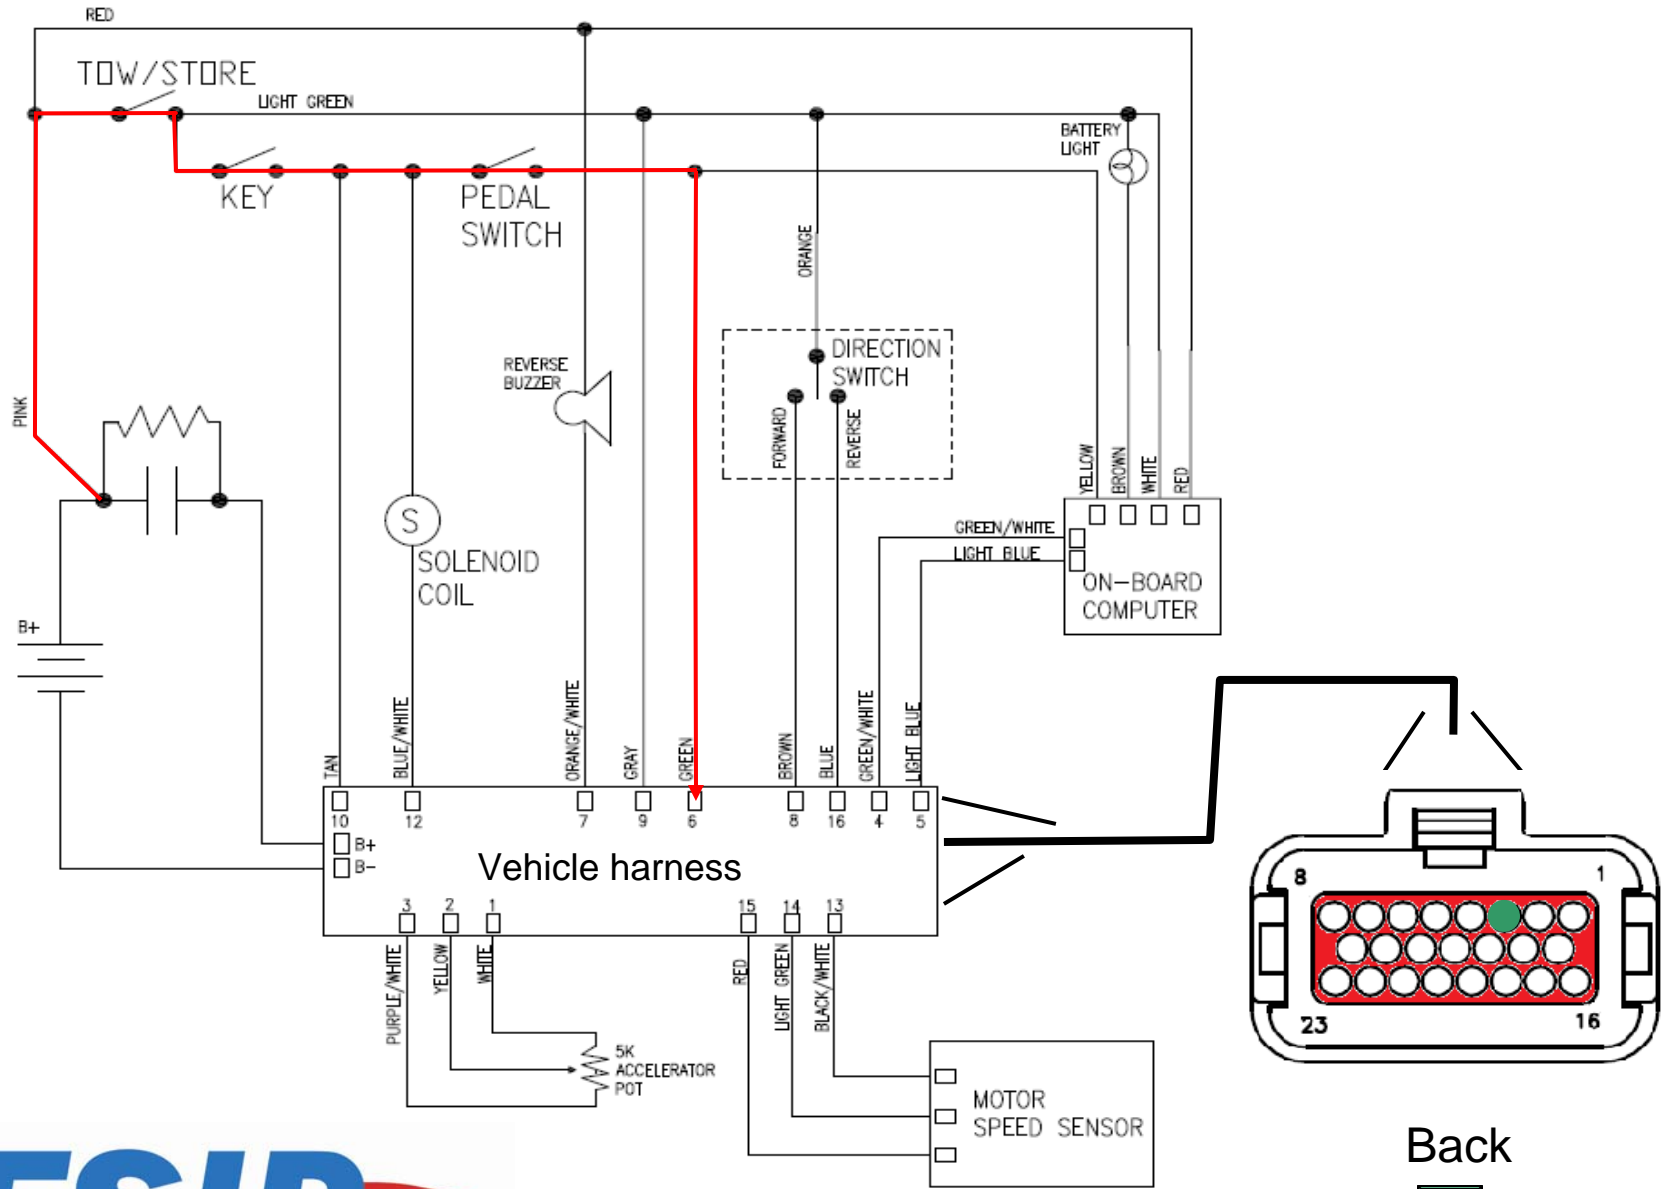 RED
TOW/STORE
LIGHT GREEN
BATTERY
LIGHT
KEY
PEDAL
SWITCH
ORANGE
REVERSE
BUZZER
DIRECTION
SWITCH
FORWARD
REVERSE
PINK
YELLOW
BROWN
WHITE
RED
S
SOLENOID
COIL
GREEN/WHITE
LIGHT BLUE
ON-BOARD
COMPUTER
B+
TAN
BLUE/WHITE
ORANGE/WHITE
GRAY
GREEN
BROWN
BLUE
GREEN/WHITE
LIGHT BLUE
10
12
7
9
6
8
16
4
5
B+
B-
Vehicle harness
3
2
1
15
14
13
PURPLE/WHITE
YELLOW
WHITE
RED
LIGHT GREEN
BLACK/WHITE
5K
ACCELERATOR
POT
MOTOR
SPEED SENSOR
8
1
23
16
Back